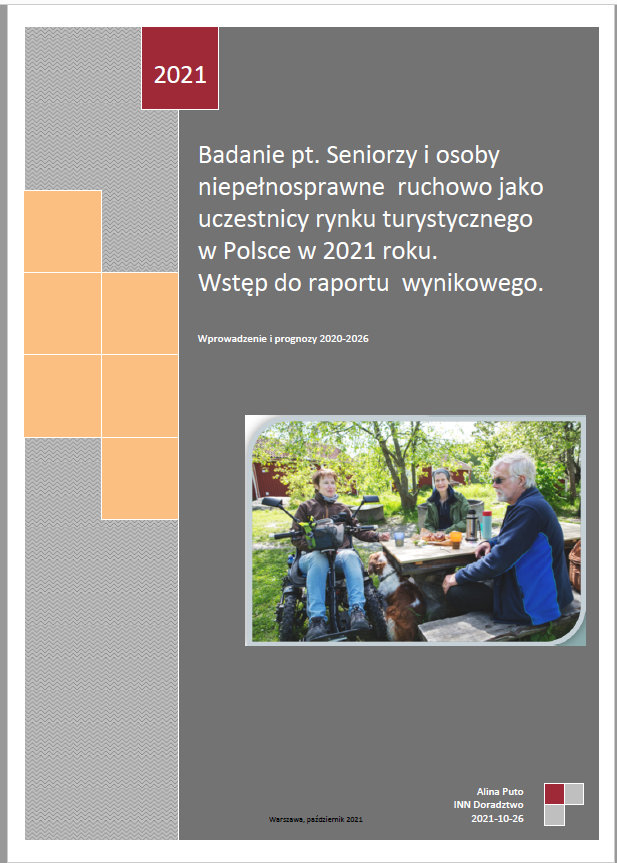 2021
Badanie pt. Seniorzy i osoby
niepełnosprawne ruchowo jako
uczestnicy rynku turystycznego
w Polsce w 2021 roku.
Wstęp do raportu wynikowego.
Wprowadzenie i prognozy 2020-2026
Alina Puto
INN Doradztwo
2021-10-26
Warszawa, październik 2021